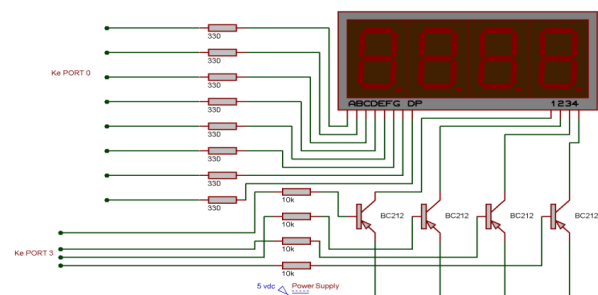 330
330
Ke PORT 0
330
330
330
330
330
330
ABCDEFG DP
1234
10k
BC212
BC212
BC212
BC212
10k
10k
Ke PORT 3
10k
5 vdc
Power Supply